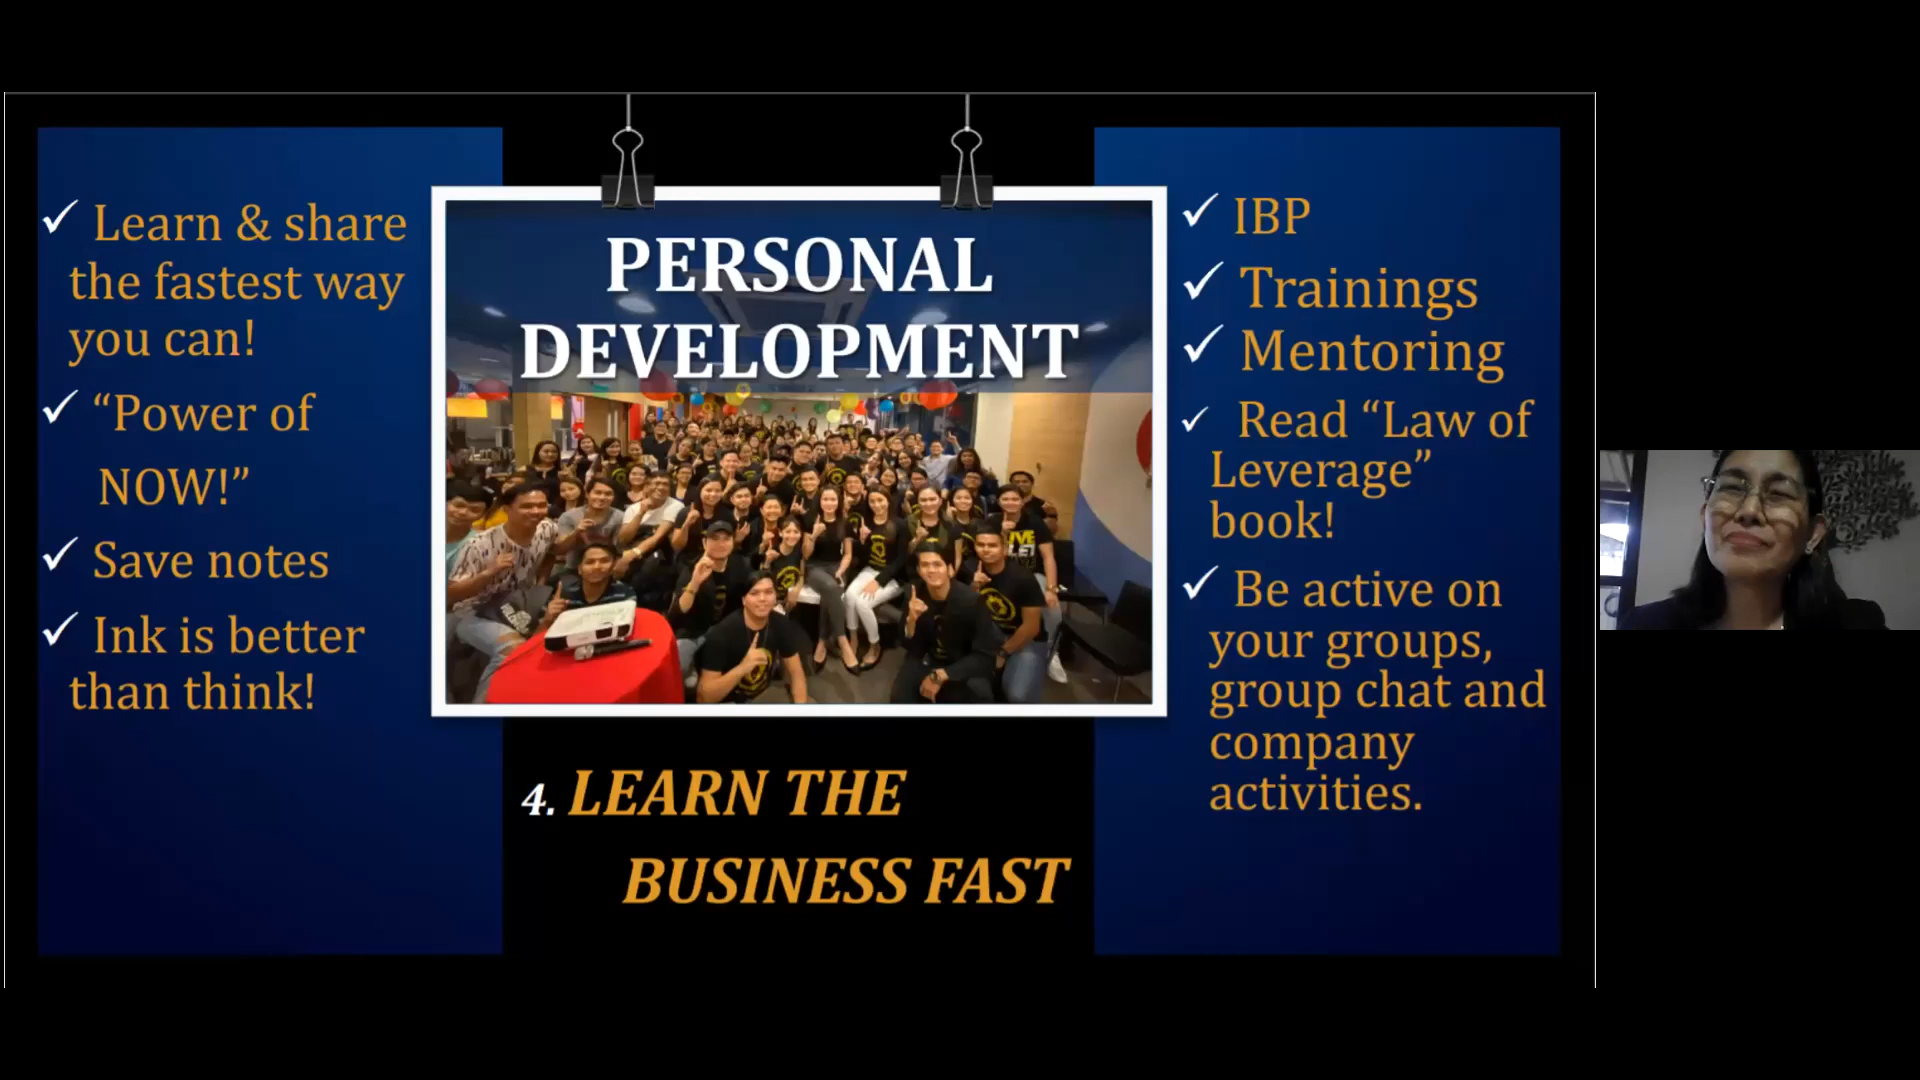 ✓ Learn & share
the fastest way
you can!
✓ “Power of
NOW!”
✓ Save notes
✓ Ink is better
than think!
PERSONAL
DEVELOPMENT
4. LEARN THE
BUSINESS FAST
✓ IBP
✓ Trainings
✓ Mentoring
✓ Read “Law of
Leverage”
book!
✓ Be active on
your groups,
group chat and
company
activities.